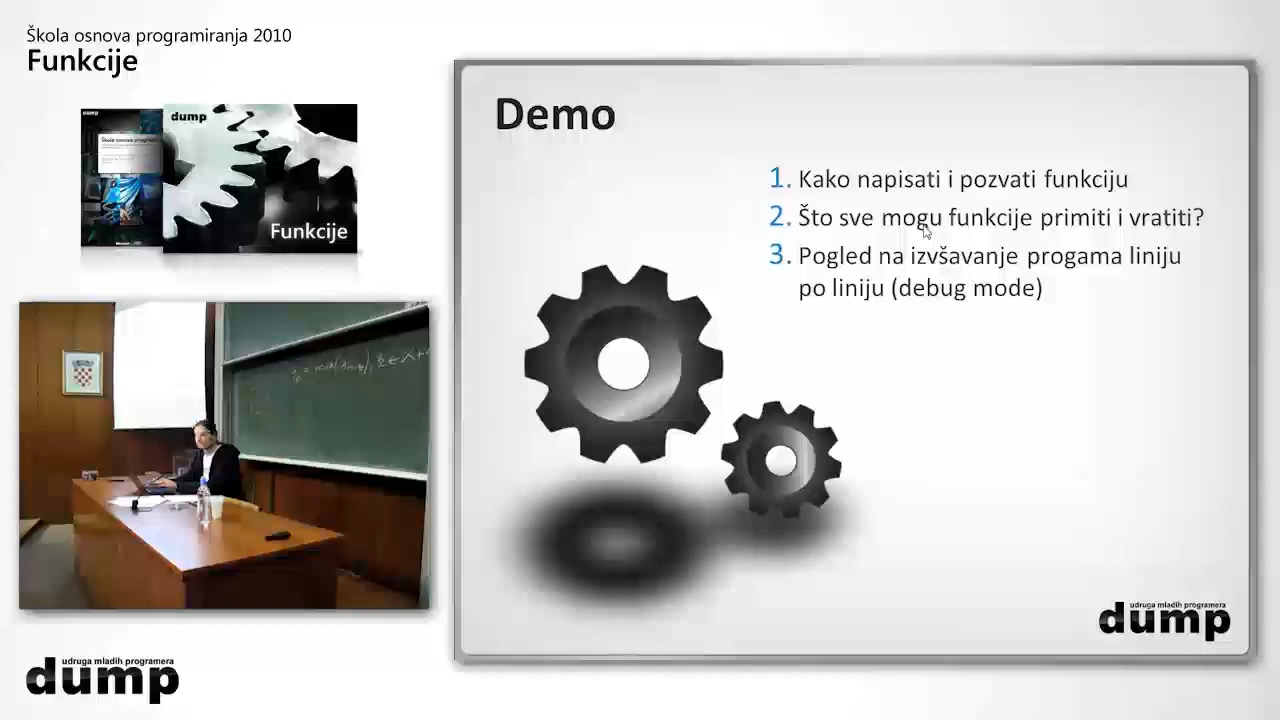 Škola osnova programiranja 2010
Funkcije
dump
dump
Funkcije
Demo
1. Kako napisati i pozvati funkciju
2. Što sve mogu funkcije primiti i vratiti?
3. Pogled na izvšavanje progama liniju
po liniju (debug mode)
udruga mladih programera
dump
udruga mladih programera
dump